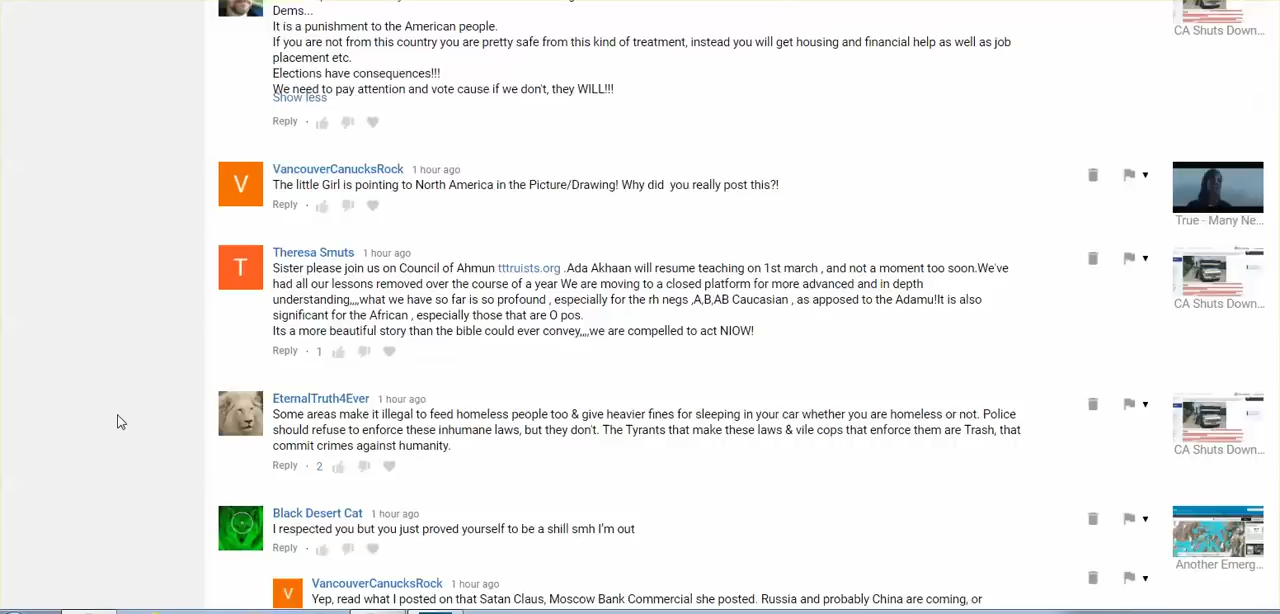 Dems...
It is a punishment to the American people.
If you are not from this country you are pretty safe from this kind of treatment, instead you will get housing and financial help as well as job
placement etc.
Elections have consequences!!!
We need to pay attention and vote cause if we don't, they WILL!!!
Show less
Reply
CA Shuts Down...
VancouverCanucksRock 1 hour ago
The little Girl is pointing to North America in the Picture/Drawing! Why did you really post this?!
Reply
True - Many Ne...
Theresa Smuts 1 hour ago
Sister please join us on Council of Ahmun tttruists.org .Ada Akhaan will resume teaching on 1st march , and not a moment too soon.We've
had all our lessons removed over the course of a year We are moving to a closed platform for more advanced and in depth
understanding,,,,what we have so far is so profound , especially for the rh negs ,A,B,AB Caucasian , as apposed to the Adamu!It is also
significant for the African , especially those that are O pos.
Its a more beautiful story than the bible could ever convey,,,,we are compelled to act NIOW!
Reply · 1
CA Shuts Down...
EternalTruth4Ever 1 hour ago
Some areas make it illegal to feed homeless people too & give heavier fines for sleeping in your car whether you are homeless or not. Police
should refuse to enforce these inhumane laws, but they don't. The Tyrants that make these laws & vile cops that enforce them are Trash, that
commit crimes against humanity.
Reply · 2
CA Shuts Down...
Black Desert Cat 1 hour ago
I respected you but you just proved yourself to be a shill smh I'm out
Reply
Another Emerg...
VancouverCanucksRock 1 hour ago
Yep, read what I posted on that Satan Claus, Moscow Bank Commercial she posted. Russia and probably China are coming, or